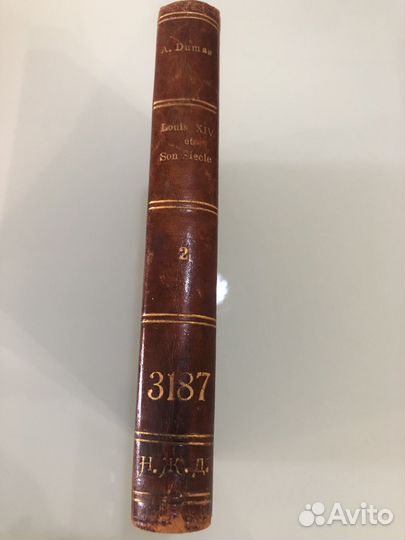 A. Dumas
Louis XIV
et
Son Siecle
2
3187
Н. Ж. Д.
Avito